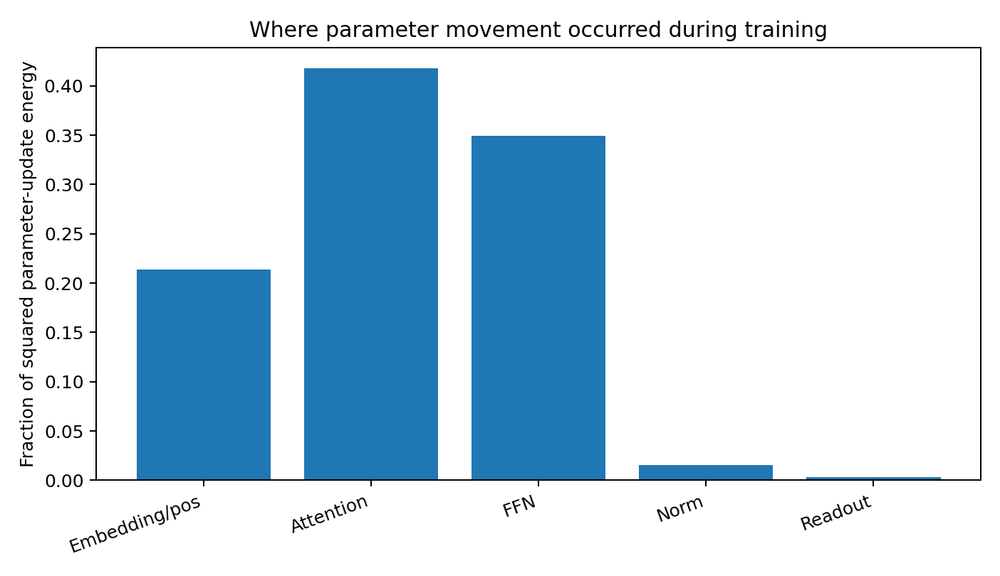 Where parameter movement occurred during training
Fraction of squared parameter-update energy
0.40
0.35
0.30
0.25
0.20
0.15
0.10
0.05
0.00
Embedding/pos
Attention
FFN
Norm
Readout